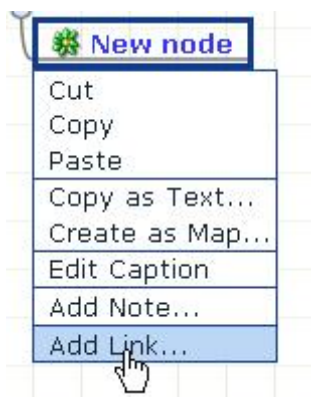 New node
Cut
Copy
Paste
Copy as Text...
Create as Map...
Edit Caption
Add Note...
Add Link...